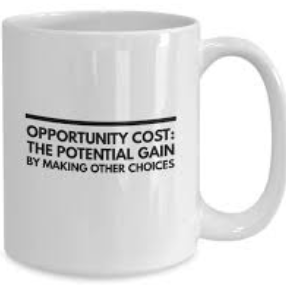 OPPORTUNITY COST:
THE POTENTIAL GAIN
BY MAKING OTHER CHOICES